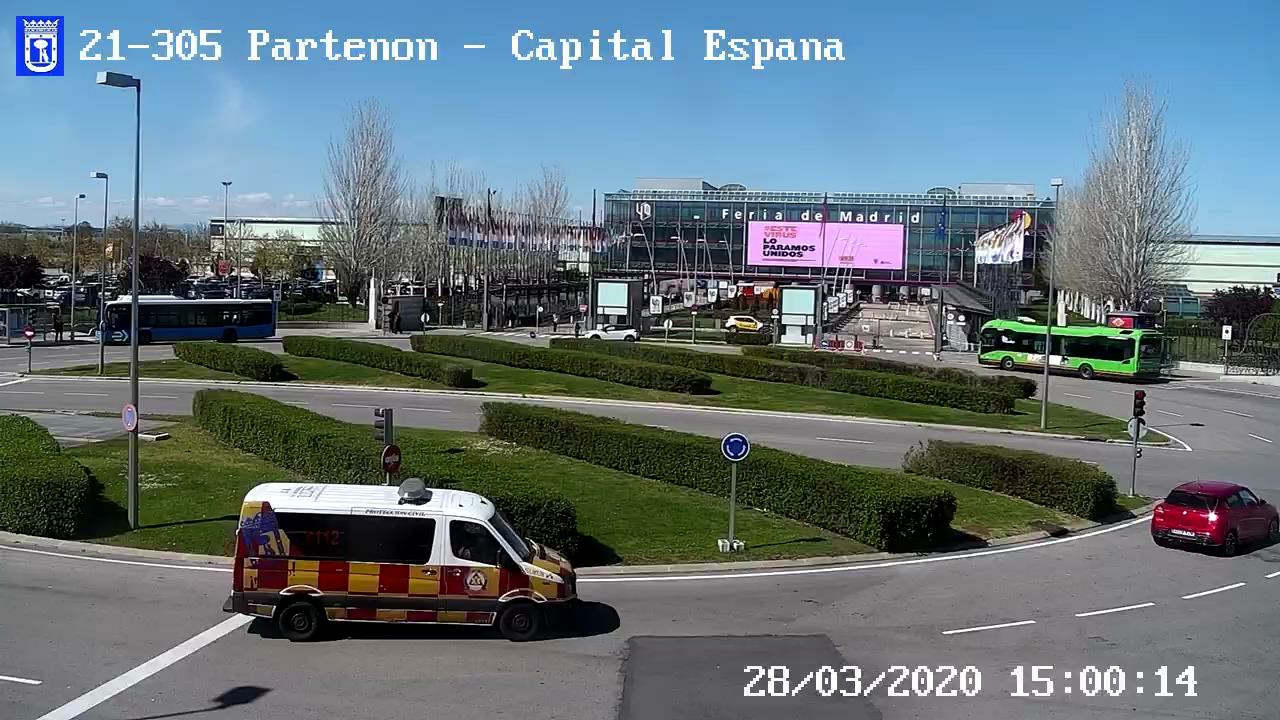 21-305 Partenon - Capital Espana
Feria de Madrid
#ESTE
VIRUS
LO
PARAMOS
UNIDOS
PROTECCION CIVIL
112
28/03/2020 15:00:14